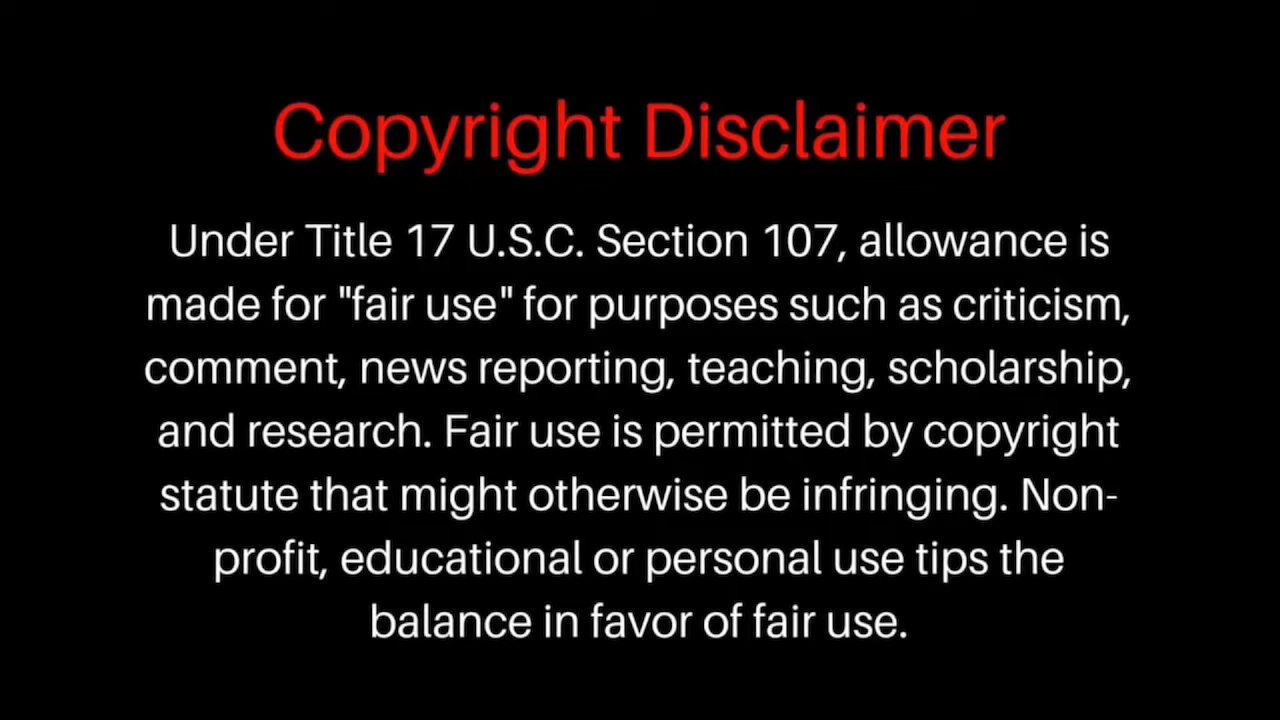 Copyright Disclaimer
Under Title 17 U.S.C. Section 107, allowance is
made for "fair use" for purposes such as criticism,
comment, news reporting, teaching, scholarship,
and research. Fair use is permitted by copyright
statute that might otherwise be infringing. Non-
profit, educational or personal use tips the
balance in favor of fair use.